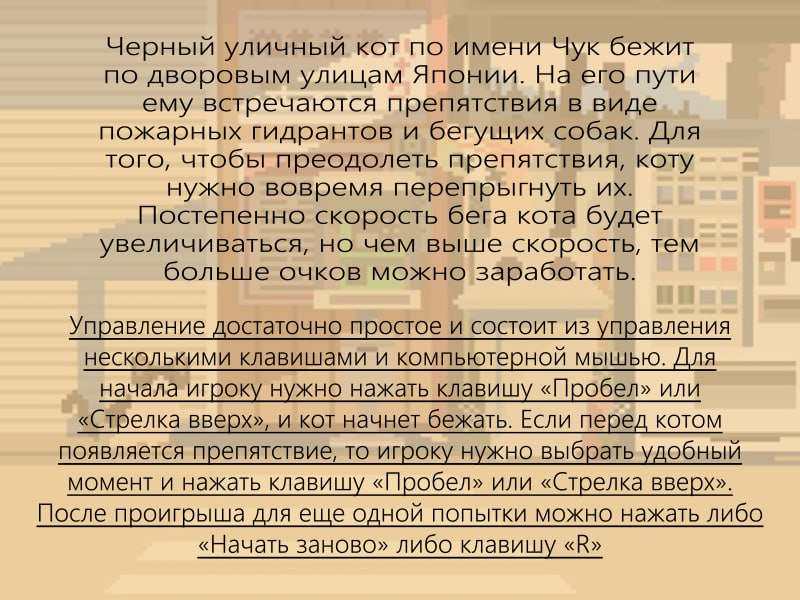 Черный уличный кот по имени Чук бежит
по дворовым улицам Японии. На его пути
ему встречаются препятствия в виде
пожарных гидрантов и бегущих собак. Для
того, чтобы преодолеть препятствия, коту
нужно вовремя перепрыгнуть их.
Постепенно скорость бега кота будет
увеличиваться, но чем выше скорость, тем
больше очков можно заработать.
Управление достаточно простое и состоит из управления
несколькими клавишами и компьютерной мышью. Для
начала игроку нужно нажать клавишу «Пробел» или
«Стрелка вверх», и кот начнет бежать. Если перед котом
появляется препятствие, то игроку нужно выбрать удобный
момент и нажать клавишу «Пробел» или «Стрелка вверх».
После проигрыша для еще одной попытки можно нажать либо
«Начать заново» либо клавишу «R»